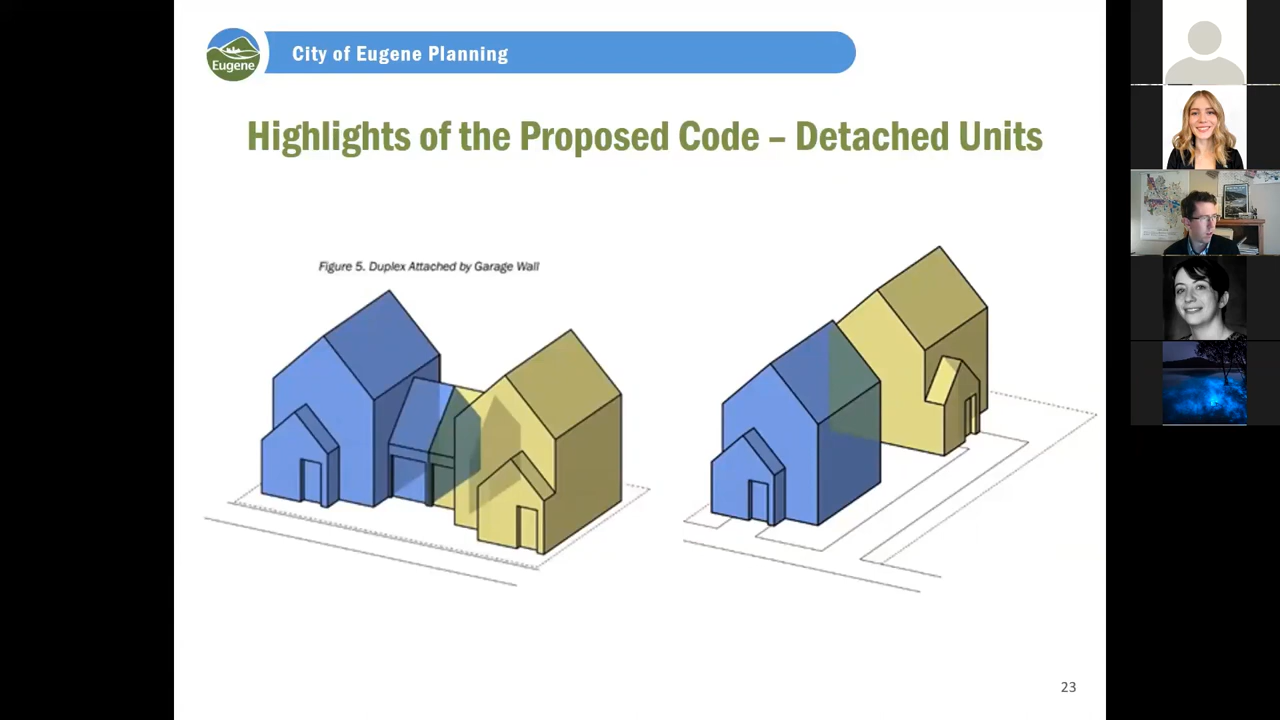 Eugene
City of Eugene Planning
Highlights of the Proposed Code – Detached Units
Figure 5. Duplex Attached by Garage Wall
23